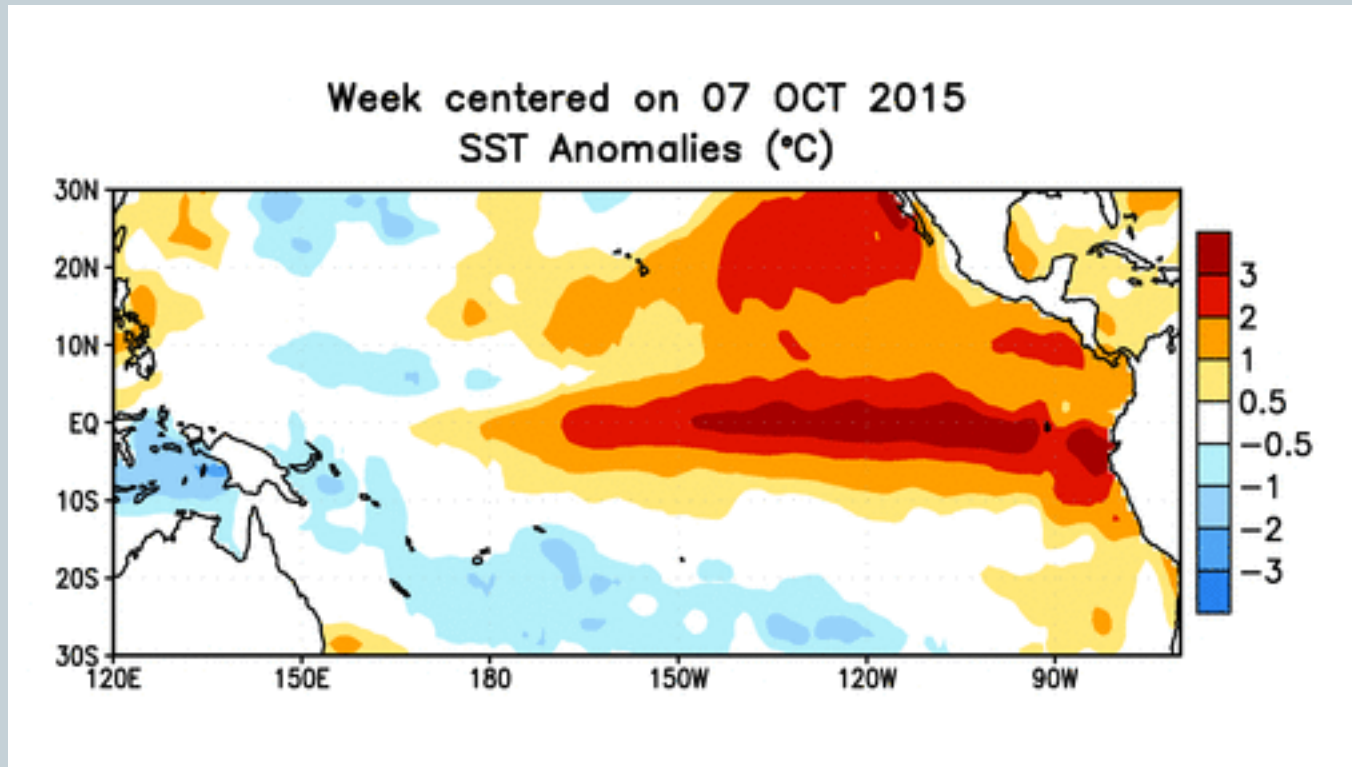 Week centered on 07 OCT 2015
SST Anomalies (°C)
30N
20N
10N
EQ
10S
20S
30S
120E 150E 180 150W 120W 90W
3
2
1
0.5
−0.5
−1
−2
−3